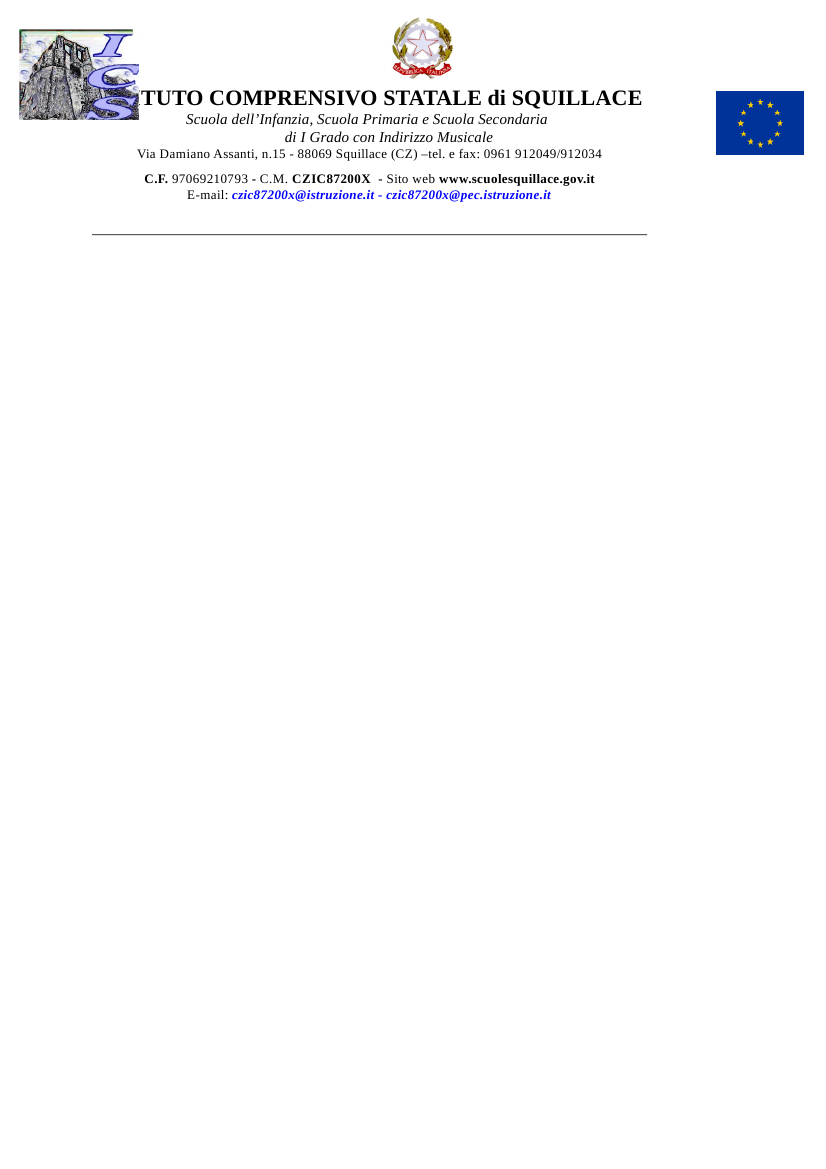 ICS
REPVBBLICA ITALIANA
TUTO COMPRENSIVO STATALE di SQUILLACE
Scuola dell’Infanzia, Scuola Primaria e Scuola Secondaria
di I Grado con Indirizzo Musicale
Via Damiano Assanti, n.15 - 88069 Squillace (CZ) –tel. e fax: 0961 912049/912034
C.F. 97069210793 - C.M. CZIC87200X - Sito web www.scuolesquillace.gov.it
E-mail: czic87200x@istruzione.it - czic87200x@pec.istruzione.it